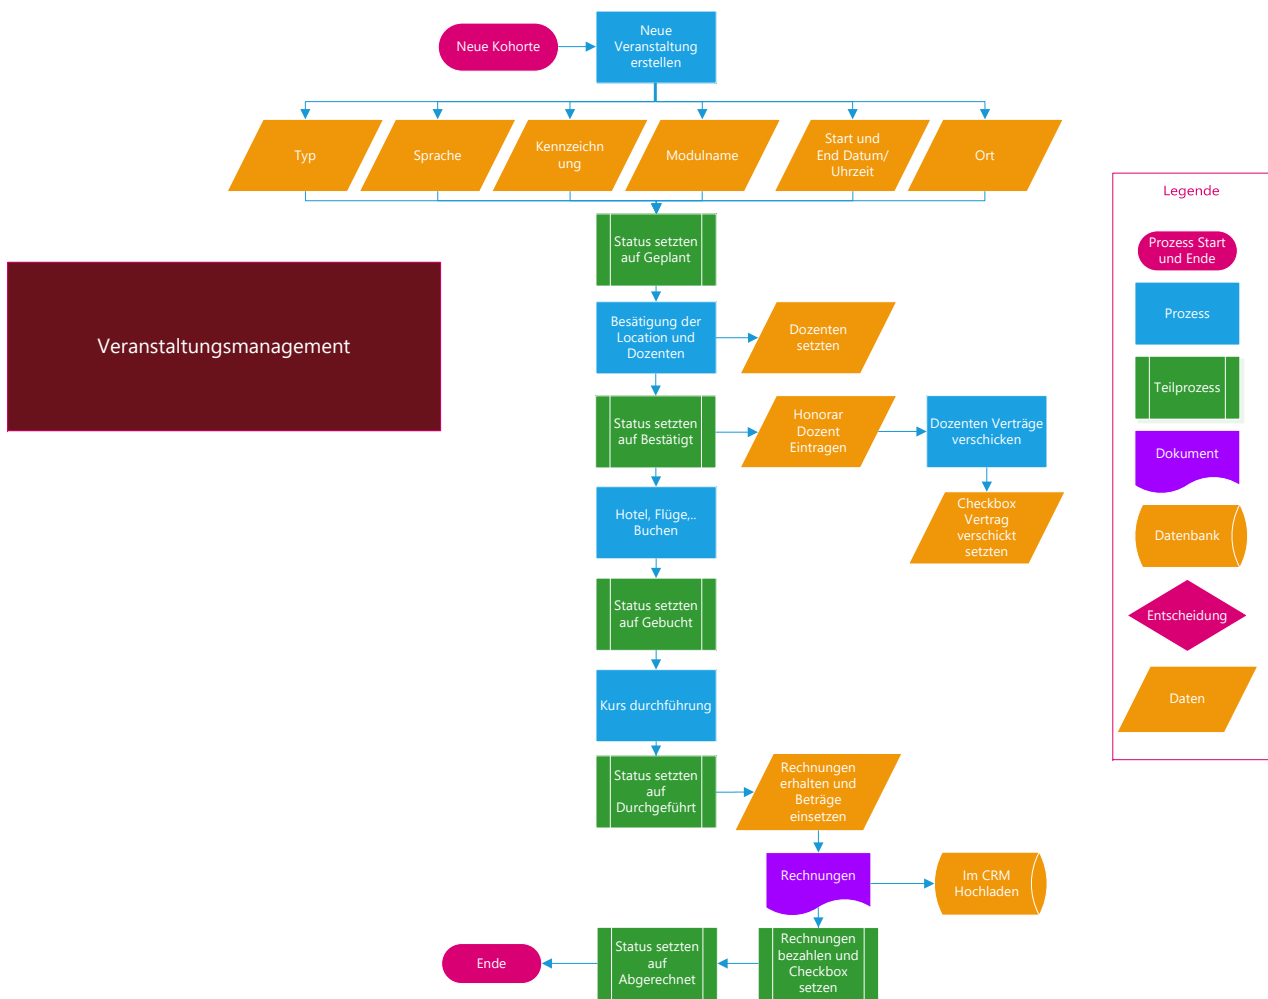 Neue Kohorte
Neue
Veranstaltung
erstellen
Typ
Sprache
Kennzeichn
ung
Modulname
Start und
End Datum/
Uhrzeit
Ort
Status setzten
auf Geplant
Veranstaltungsmanagement
Besätigung der
Location und
Dozenten
Dozenten
setzten
Status setzten
auf Bestätigt
Honorar
Dozent
Eintragen
Dozenten Verträge
verschicken
Checkbox
Vertrag
verschickt
setzten
Hotel, Flüge,..
Buchen
Status setzten
auf Gebucht
Kurs durchführung
Status setzten
auf
Durchgeführt
Rechnungen
erhalten und
Beträge
einsetzen
Rechnungen
Im CRM
Hochladen
Rechnungen
bezahlen und
Checkbox
setzen
Status setzten
auf
Abgerechnet
Ende
Legende
Prozess Start
und Ende
Prozess
Teilprozess
Dokument
Datenbank
Entscheidung
Daten